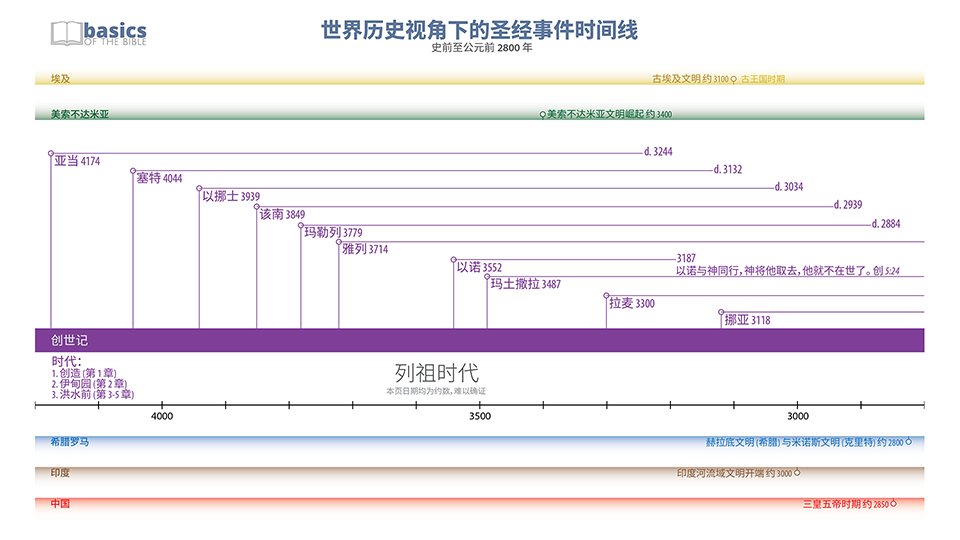 basics
OF THE BIBLE
世界历史视角下的圣经事件时间线
史前至公元前 2800 年
埃及
古埃及文明 约 3100
古王国时期
美索不达米亚
美索不达米亚文明崛起 约 3400
亚当 4174
d. 3244
塞特 4044
d. 3132
以挪士 3939
d. 3034
该南 3849
d. 2939
玛勒列 3779
d. 2884
雅列 3714
以诺 3552
3187
以诺与神同行，神将他取去，他就不在世了。创 5:24
玛土撒拉 3487
拉麦 3300
挪亚 3118
创世记
时代：
1. 创造 (第 1 章)
2. 伊甸园 (第 2 章)
3. 洪水前 (第 3-5 章)
列祖时代
本页日期均为约数，难以确证
4000
3500
3000
希腊罗马
赫拉底文明 (希腊) 与米诺斯文明 (克里特) 约 2800
印度
印度河流域文明开端 约 3000
中国
三皇五帝时期 约 2850